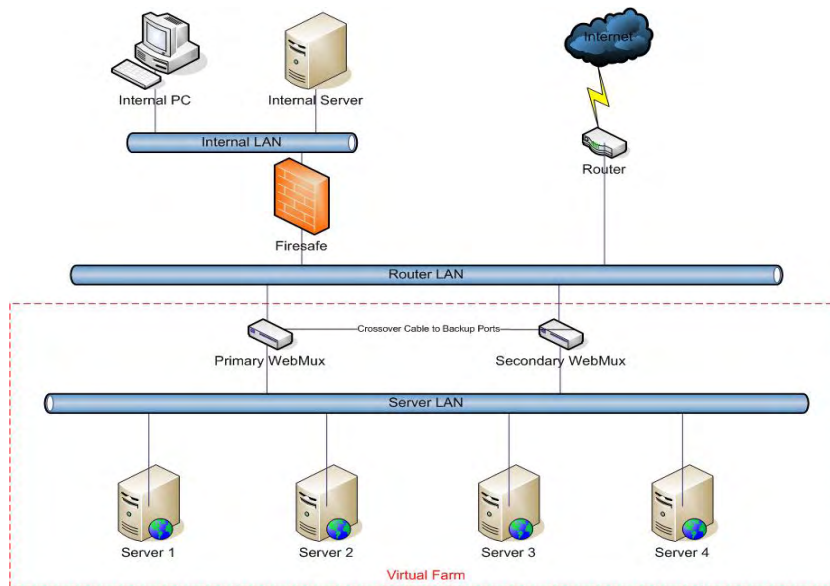 Internet
Internal PC
Internal Server
Internal LAN
Router
Firesafe
Router LAN
Crossover Cable to Backup Ports
Primary WebMux
Secondary WebMux
Server LAN
Server 1
Server 2
Server 3
Server 4
Virtual Farm